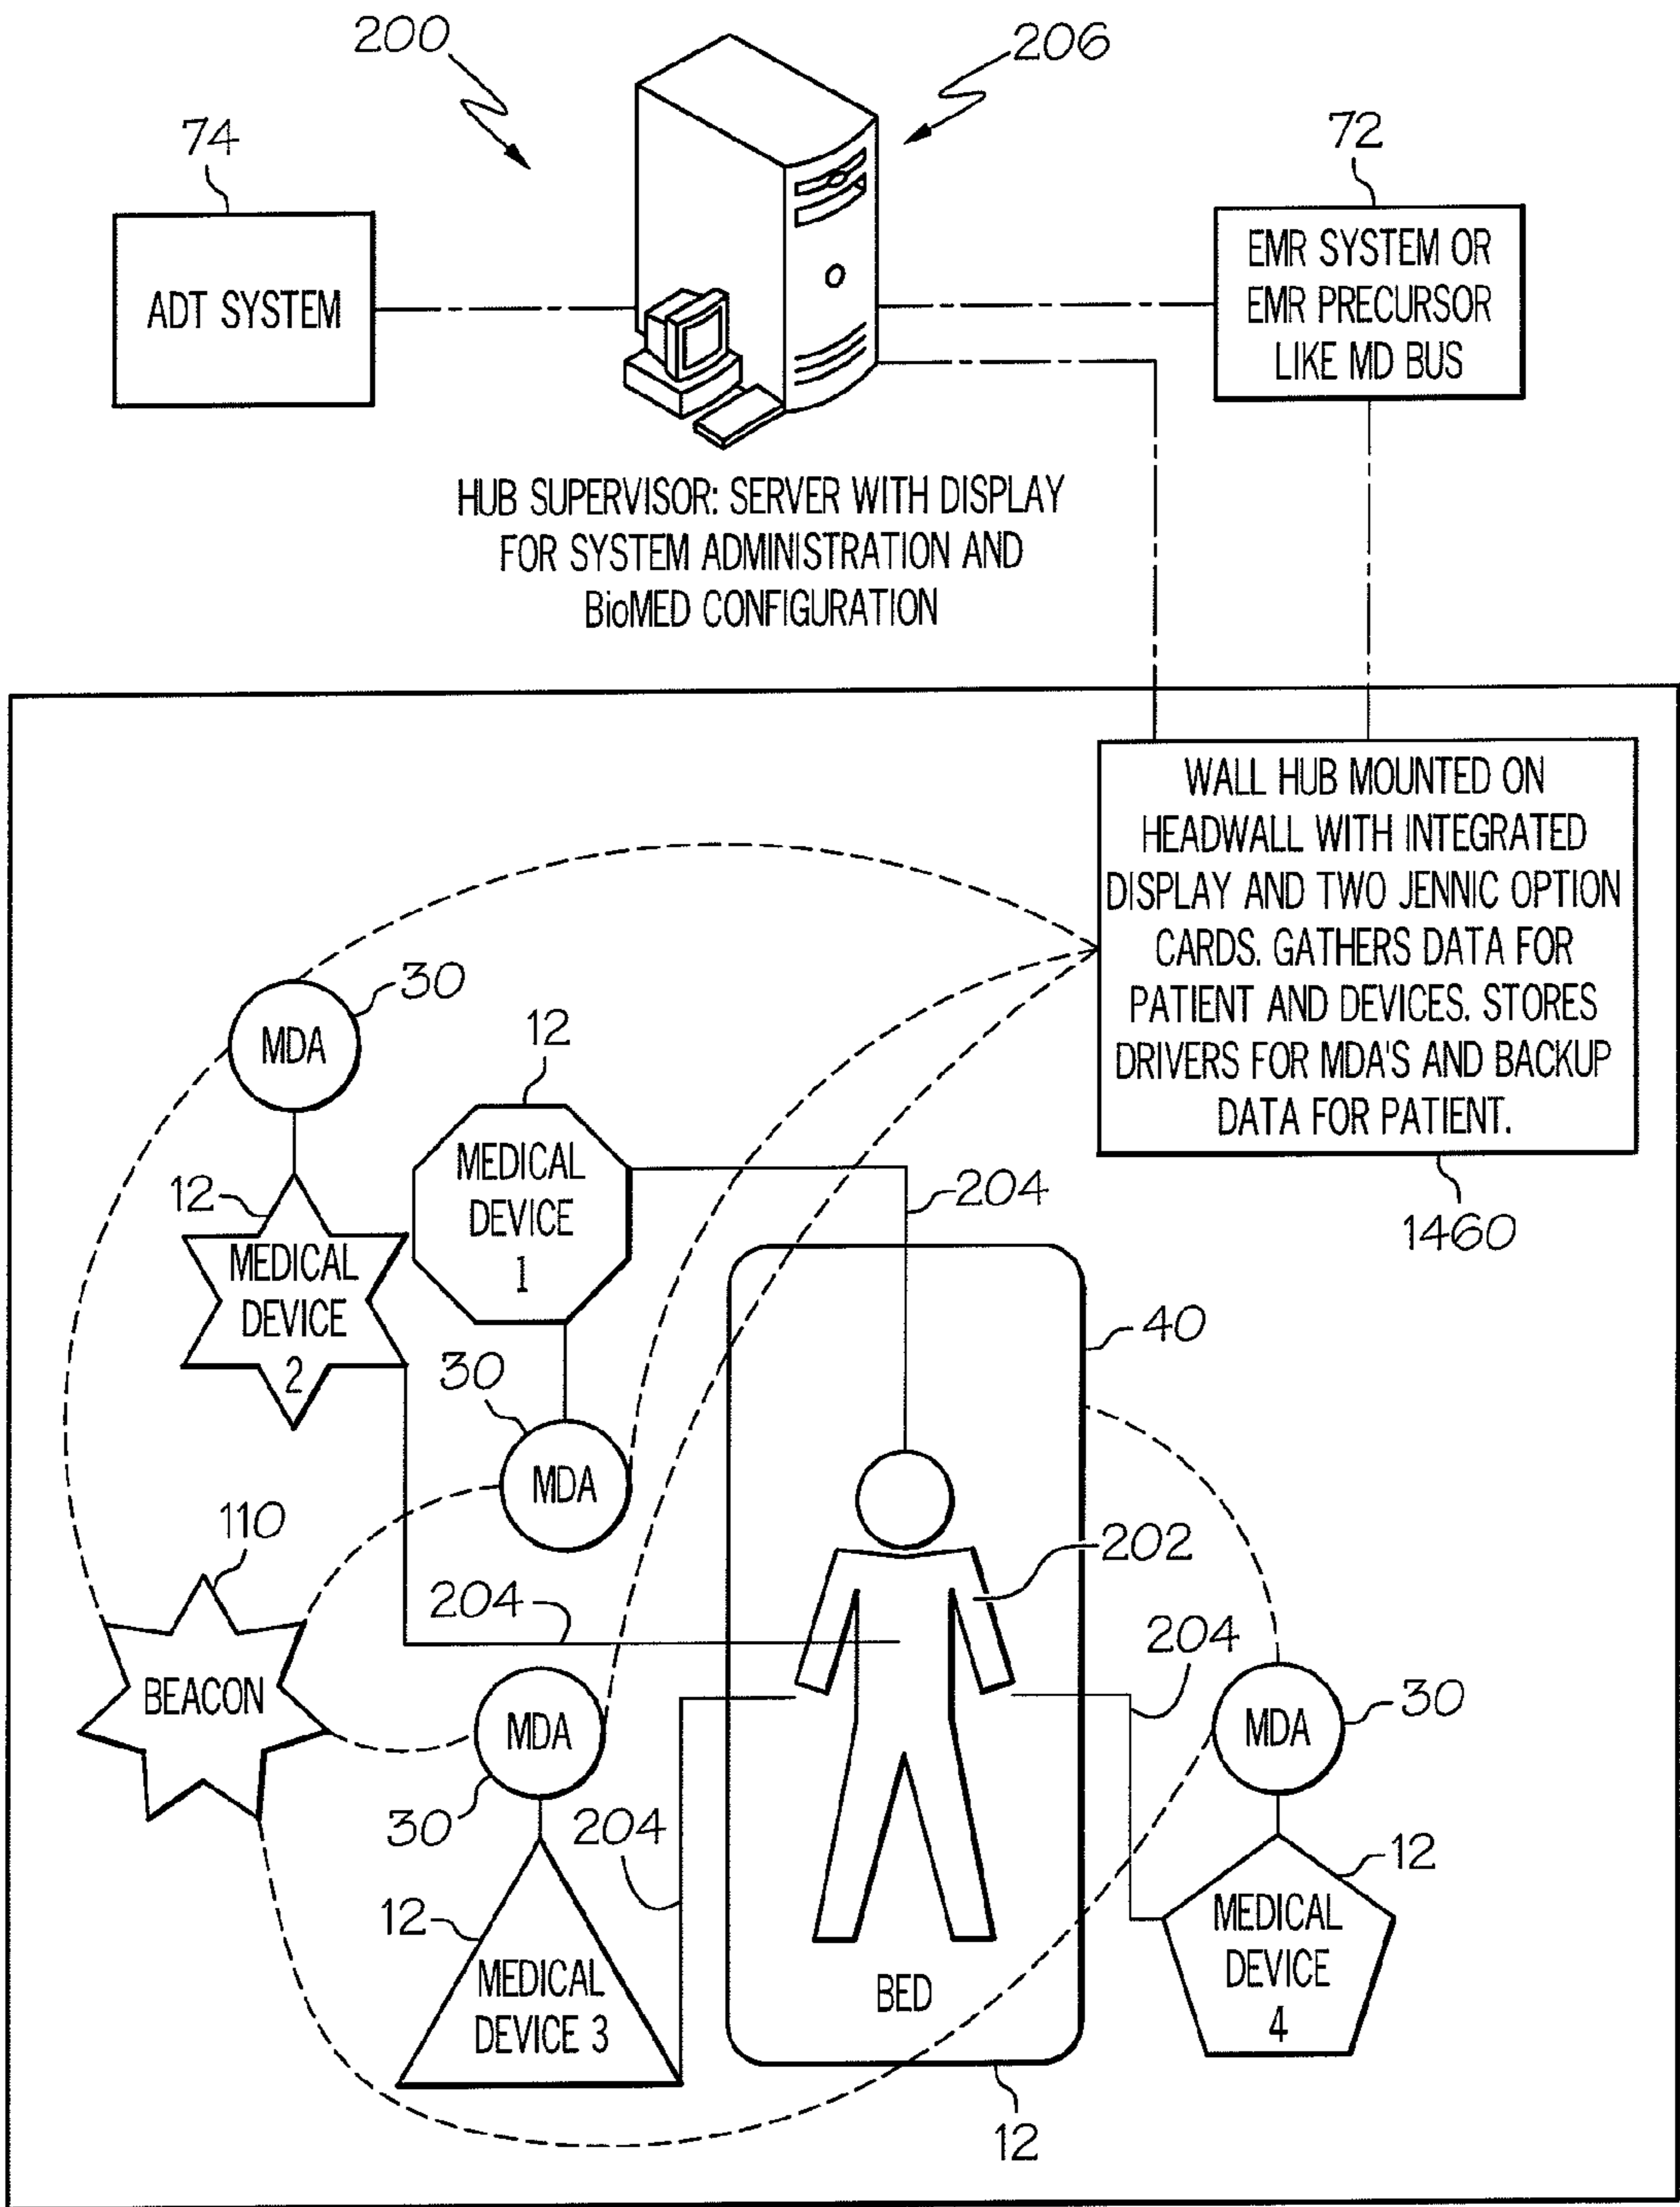 200
206
74
72
ADT SYSTEM
EMR SYSTEM OR
EMR PRECURSOR
LIKE MD BUS
HUB SUPERVISOR: SERVER WITH DISPLAY
FOR SYSTEM ADMINISTRATION AND
BioMED CONFIGURATION
WALL HUB MOUNTED ON
HEADWALL WITH INTEGRATED
DISPLAY AND TWO JENNIC OPTION
CARDS. GATHERS DATA FOR
PATIENT AND DEVICES. STORES
DRIVERS FOR MDA'S AND BACKUP
DATA FOR PATIENT.
1460
30
MDA
12
MEDICAL
DEVICE
1
204
12
MEDICAL
DEVICE
2
40
30
MDA
110
BEACON
202
204
204
MDA
30
MDA
30
204
12
MEDICAL
DEVICE 3
BED
12
12
MEDICAL
DEVICE
4